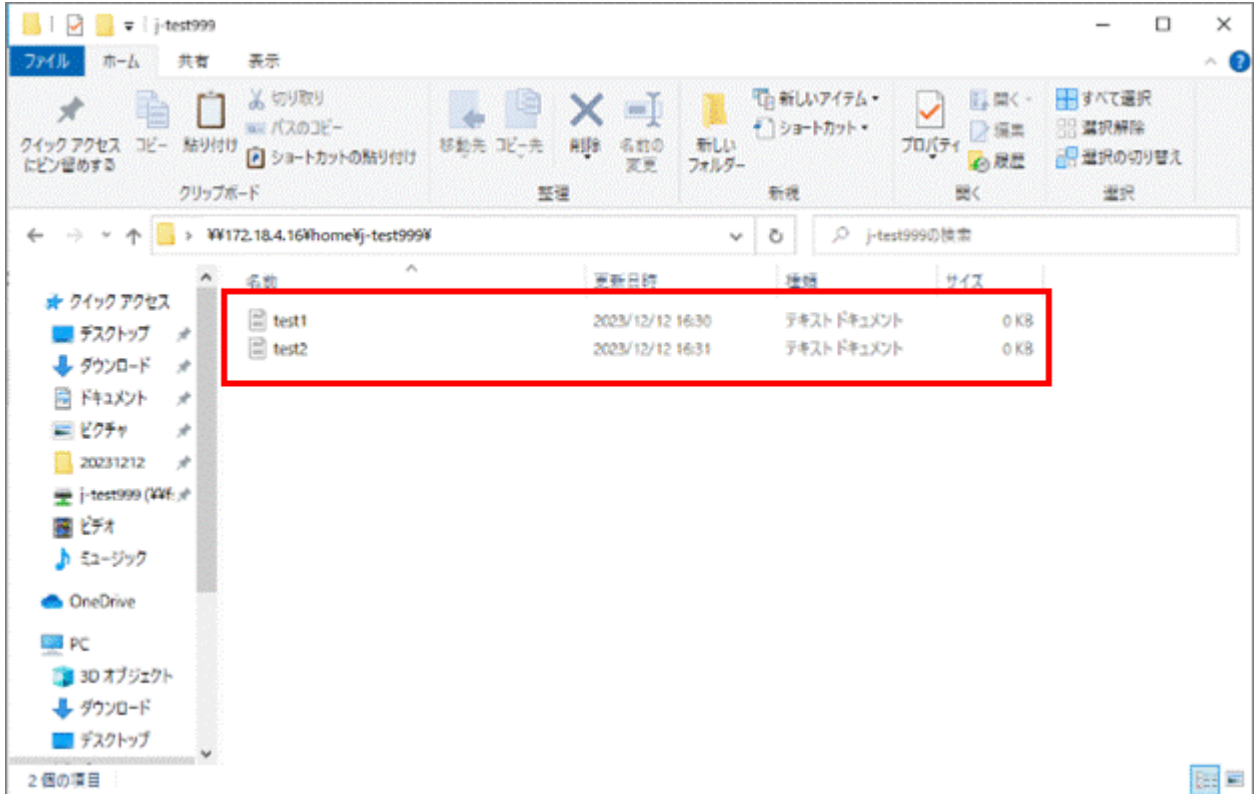 j-test999
ファイル ホーム 共有 表示
クイック アクセス
にピン留めする
コピー
貼り付け
切り取り
パスのコピー
ショートカットの貼り付け
クリップボード
移動先
コピー先
削除
名前の
変更
整理
新しい
フォルダー
新しいアイテム
ショートカット
新規
プロパティ
開く
編集
履歴
開く
すべて選択
選択解除
選択の切り替え
選択
¥¥172.18.4.16¥home¥j-test999¥
j-test999の検索
名前 更新日時 種類 サイズ
test1 2023/12/12 16:30 テキスト ドキュメント 0 KB
test2 2023/12/12 16:31 テキスト ドキュメント 0 KB
クイック アクセス
デスクトップ
ダウンロード
ドキュメント
ピクチャ
20231212
j-test999 (¥¥f
ビデオ
ミュージック
OneDrive
PC
3D オブジェクト
ダウンロード
デスクトップ
2 個の項目